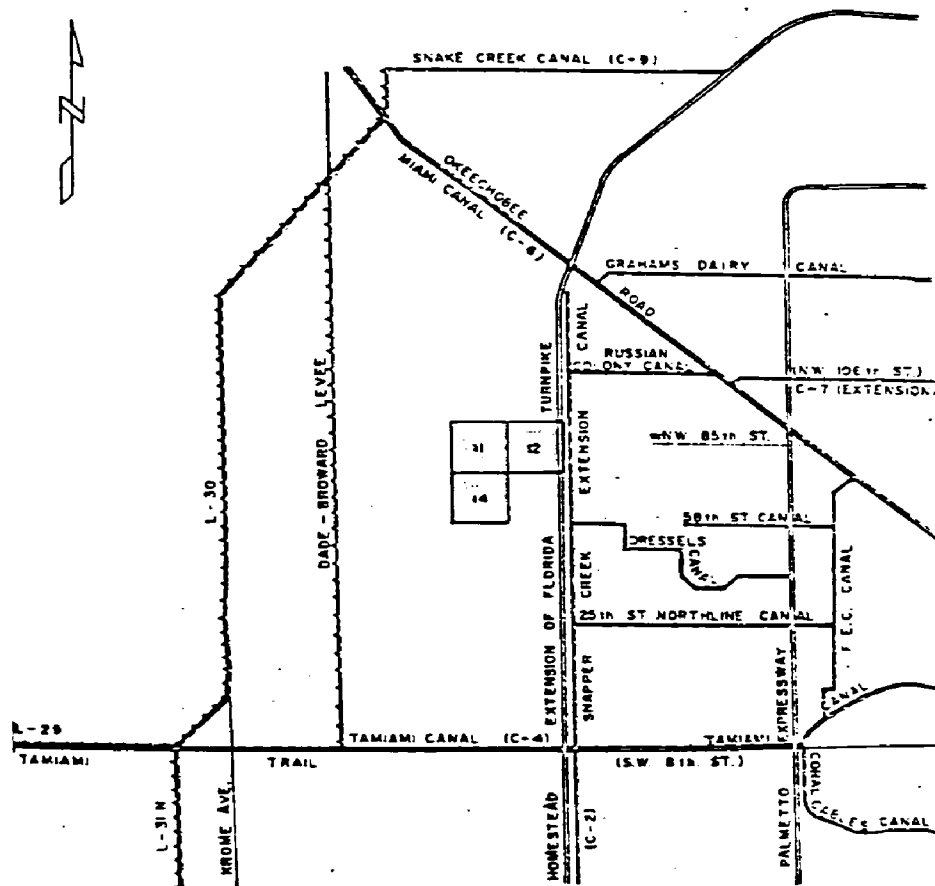 N
SNAKE CREEK CANAL (C-9)
OKEECHOBEE
MIAMI CANAL (C-6)
GRAHAMS DAIRY CANAL
ROAD
RUSSIAN
COLONY CANAL
(NW 106TH ST.)
C-7 (EXTENSION)
NW. 85TH ST.
58TH ST CANAL
DRESSELS
CANAL
25TH ST NORTHLINE CANAL
F.E.C. CANAL
L-30
DADE-BROWARD LEVEE
11
14
HOMESTEAD EXTENSION OF FLORIDA TURNPIKE
SNAPPER CREEK EXTENSION CANAL
(C-2)
PALMETTO EXPRESSWAY
L-29
TAMIAMI TRAIL
TAMIAMI CANAL (C-4)
TAMIAMI CANAL
(S.W. 8TH. ST.)
L-31N
KROME AVE.
CORAL GABLES CANAL